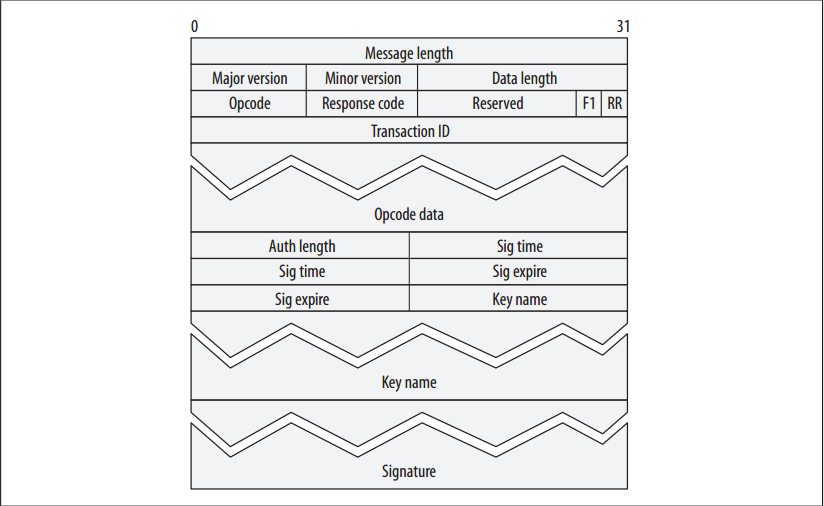 0 31
Message length
Major version Minor version Data length
Opcode Response code Reserved F1 RR
Transaction ID
Opcode data
Auth length Sig time
Sig time Sig expire
Sig expire Key name
Key name
Signature